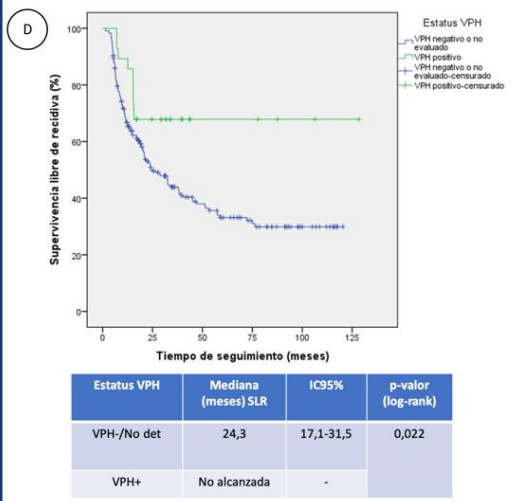 D
Estatus VPH
VPH negativo o no
evaluado
VPH positivo
VPH negativo o no
evaluado-censurado
VPH positivo-censurado
Supervivencia libre de recidiva (%)
100
80
60
40
20
0
0 25 50 75 100 125
Tiempo de seguimiento (meses)
Estatus VPH Mediana (meses) SLR IC95% p-valor (log-rank)
VPH-/No det 24,3 17,1-31,5 0,022
VPH+ No alcanzada -